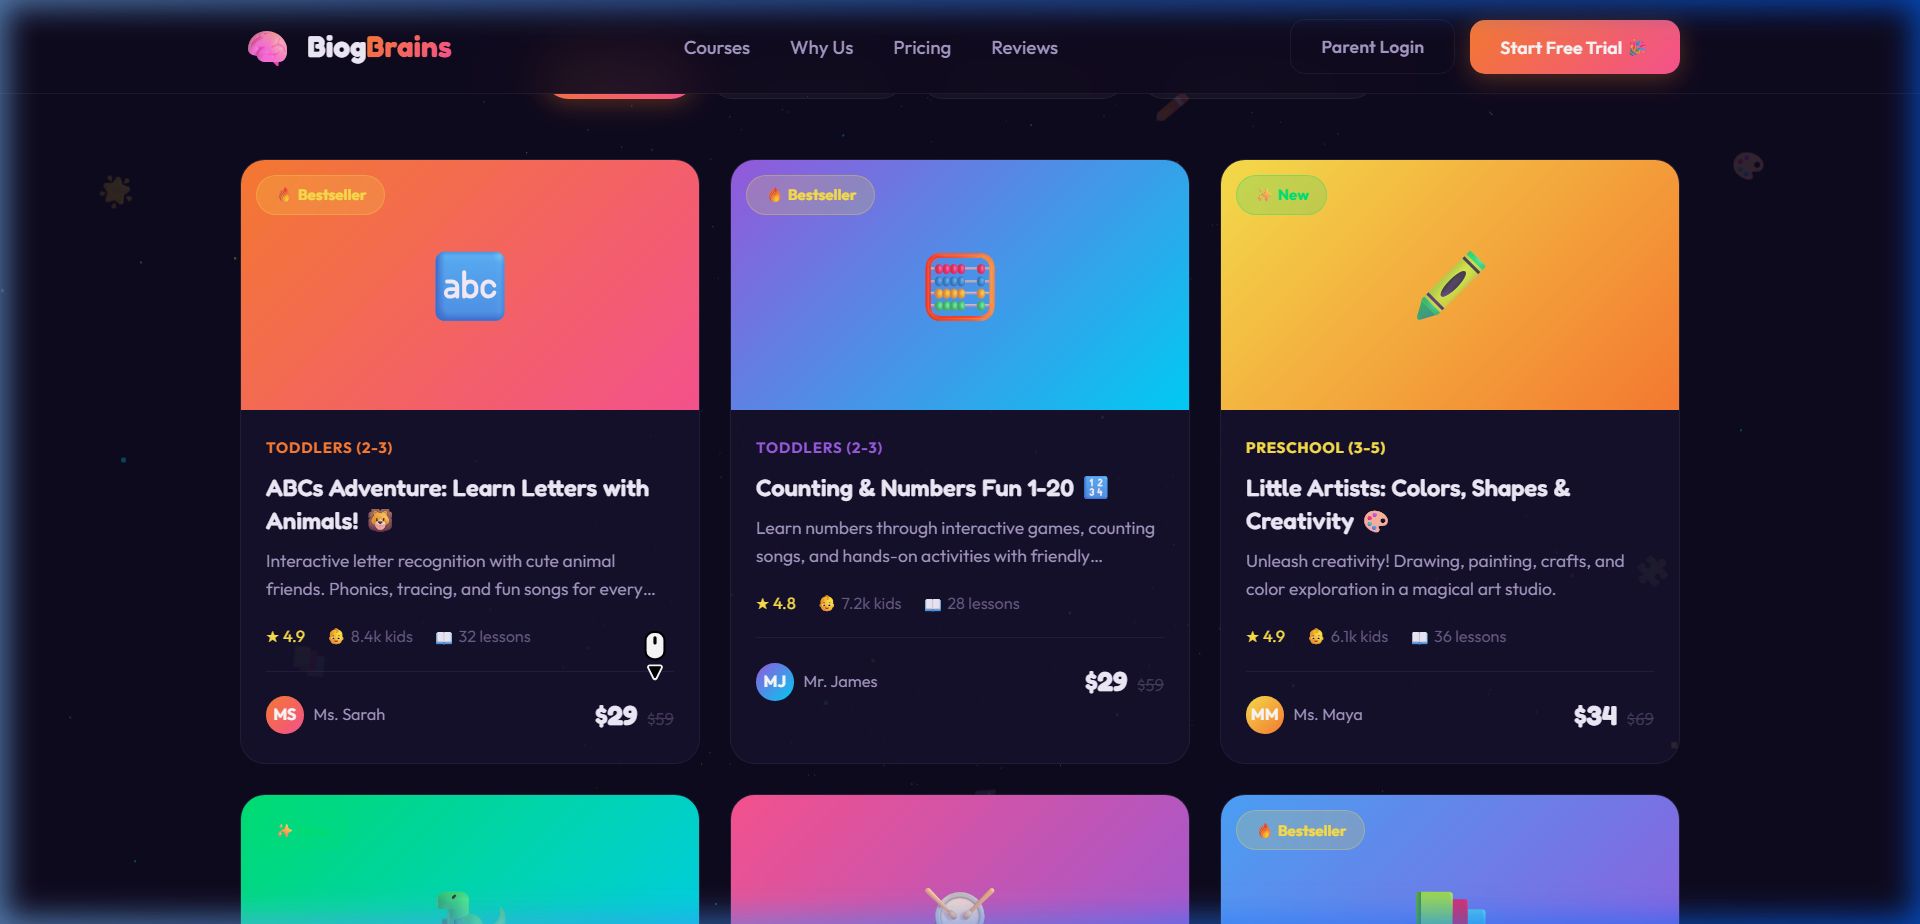 BiogBrains
Courses
Why Us
Pricing
Reviews
Parent Login
Start Free Trial
Bestseller
abc
TODDLERS (2-3)
ABCs Adventure: Learn Letters with
Animals!
Interactive letter recognition with cute animal
friends. Phonics, tracing, and fun songs for every...
★ 4.9
8.4k kids
32 lessons
MS
Ms. Sarah
$29
$59
Bestseller
TODDLERS (2-3)
Counting & Numbers Fun 1-20
Learn numbers through interactive games, counting
songs, and hands-on activities with friendly...
★ 4.8
7.2k kids
28 lessons
MJ
Mr. James
$29
$59
New
PRESCHOOL (3-5)
Little Artists: Colors, Shapes &
Creativity
Unleash creativity! Drawing, painting, crafts, and
color exploration in a magical art studio.
★ 4.9
6.1k kids
36 lessons
MM
Ms. Maya
$34
$69
Bestseller